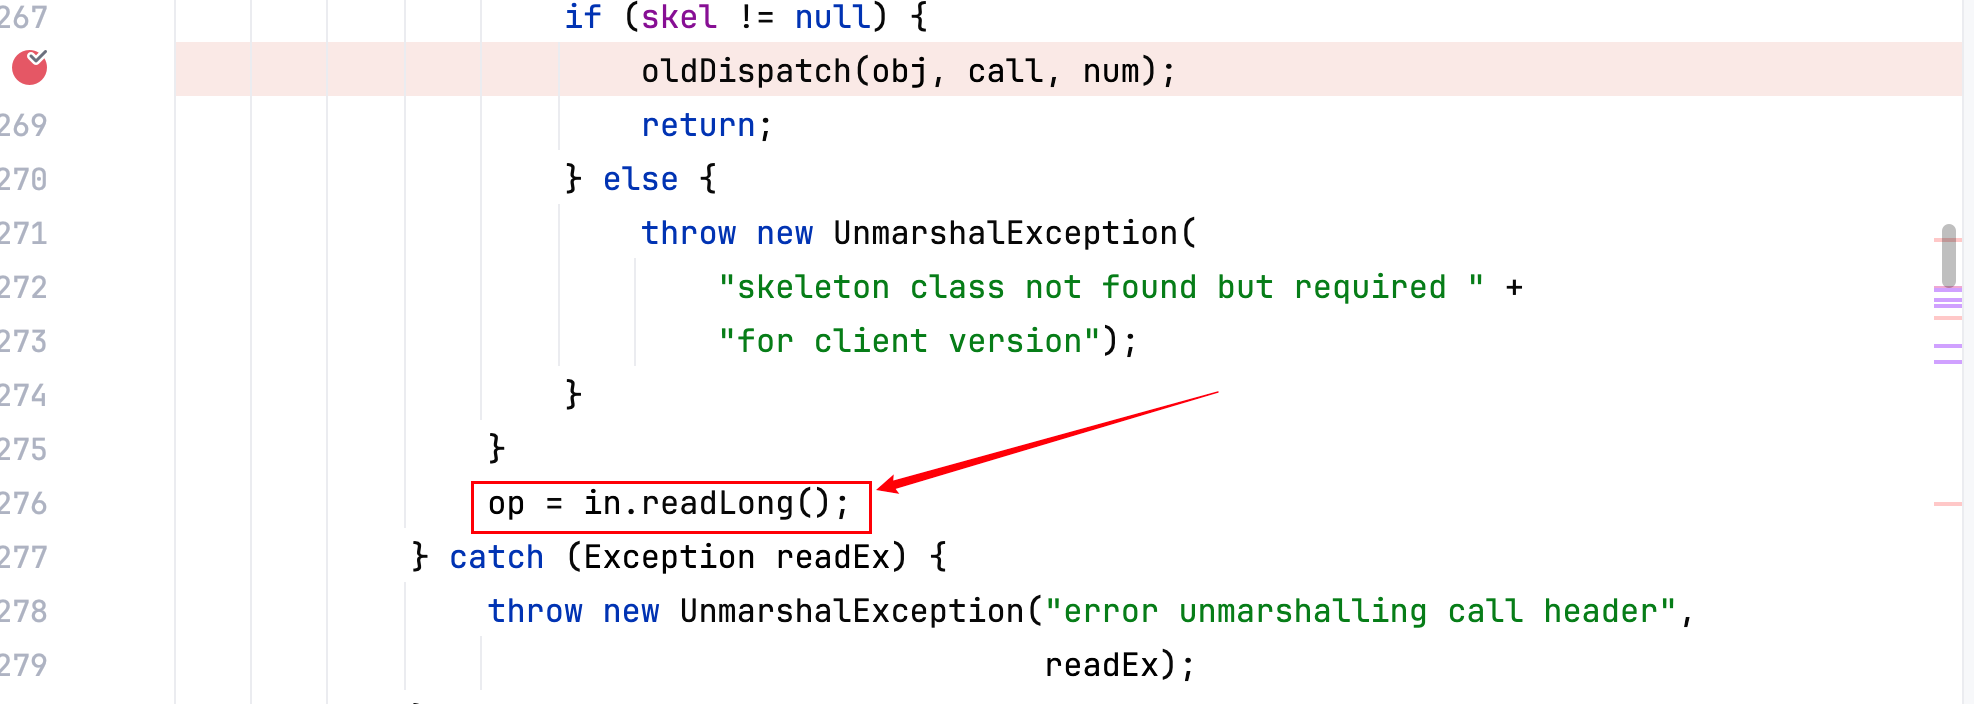 267 if (skel != null) {
oldDispatch(obj, call, num);
269 return;
270 } else {
271 throw new UnmarshalException(
272 "skeleton class not found but required " +
273 "for client version");
274 }
275 }
276 op = in.readLong();
277 } catch (Exception readEx) {
278 throw new UnmarshalException("error unmarshalling call header",
279 readEx);